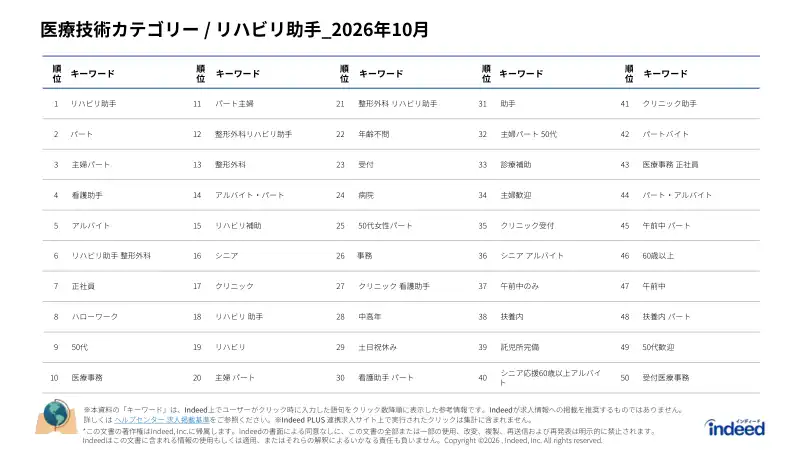 医療技術カテゴリー / リハビリ助手_2026年10月
順位 キーワード 順位 キーワード 順位 キーワード 順位 キーワード 順位 キーワード
1 リハビリ助手 11 パート主婦 21 整形外科 リハビリ助手 31 助手 41 クリニック助手
2 パート 12 整形外科リハビリ助手 22 年齢不問 32 主婦パート 50代 42 パートバイト
3 主婦パート 13 整形外科 23 受付 33 診療補助 43 医療事務 正社員
4 看護助手 14 アルバイト・パート 24 病院 34 主婦歓迎 44 パート・アルバイト
5 アルバイト 15 リハビリ補助 25 50代女性パート 35 クリニック受付 45 午前中 パート
6 リハビリ助手 整形外科 16 シニア 26 事務 36 シニア アルバイト 46 60歳以上
7 正社員 17 クリニック 27 クリニック 看護助手 37 午前中のみ 47 午前中
8 ハローワーク 18 リハビリ 助手 28 中高年 38 扶養内 48 扶養内 パート
9 50代 19 リハビリ 29 土日祝休み 39 託児所完備 49 50代歓迎
10 医療事務 20 主婦 パート 30 看護助手 パート 40 シニア応援60歳以上アルバイト 50 受付医療事務
※本資料の「キーワード」は、Indeed上でユーザーがクリック時に入力した語句をクリック数降順に表示した参考情報です。Indeedが求人情報への掲載を推奨するものではありません。
詳しくは ヘルプセンター 求人掲載基準をご参照ください。※Indeed PLUS 連携求人サイト上で実行されたクリックは集計に含まれません。
*この文書の著作権はIndeed, Inc.に帰属します。Indeedの書面による同意なしに、この文書の全部または一部の使用、改変、複製、再送信および再発表は明示的に禁止されます。
Indeedはこの文書に含まれる情報の使用もしくは適用、またはそれらの解釈によるいかなる責任も負いません。Copyright ©2026 , Indeed, Inc. All rights reserved.
インディード
indeed